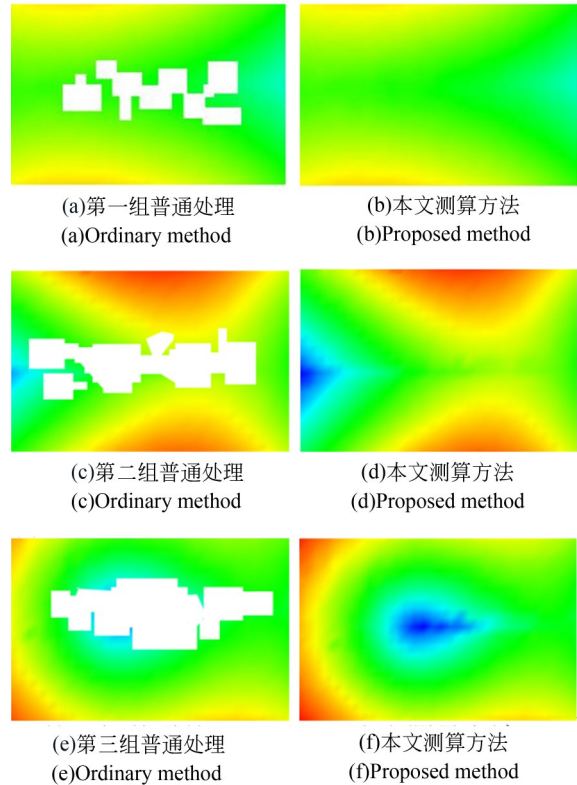 (a)第一组普通处理
(a)Ordinary method
(b)本文测算方法
(b)Proposed method
(c)第二组普通处理
(c)Ordinary method
(d)本文测算方法
(d)Proposed method
(e)第三组普通处理
(e)Ordinary method
(f)本文测算方法
(f)Proposed method